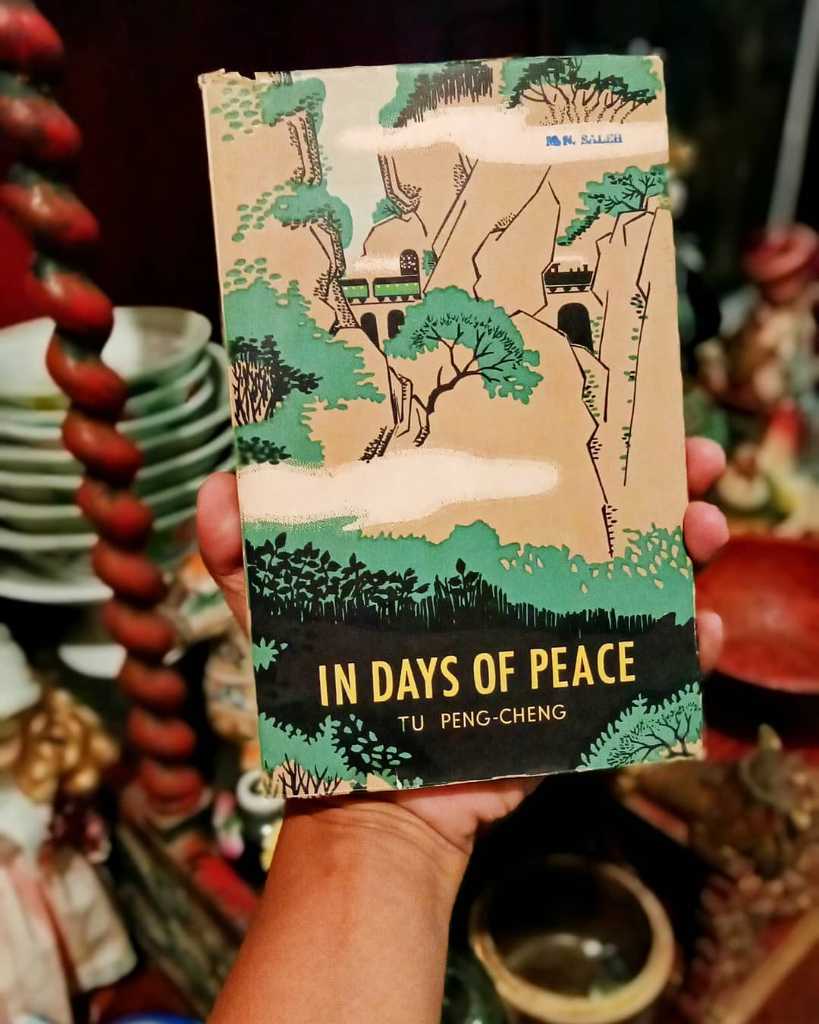 M N. SALEH
IN DAYS OF PEACE
TU PENG-CHENG